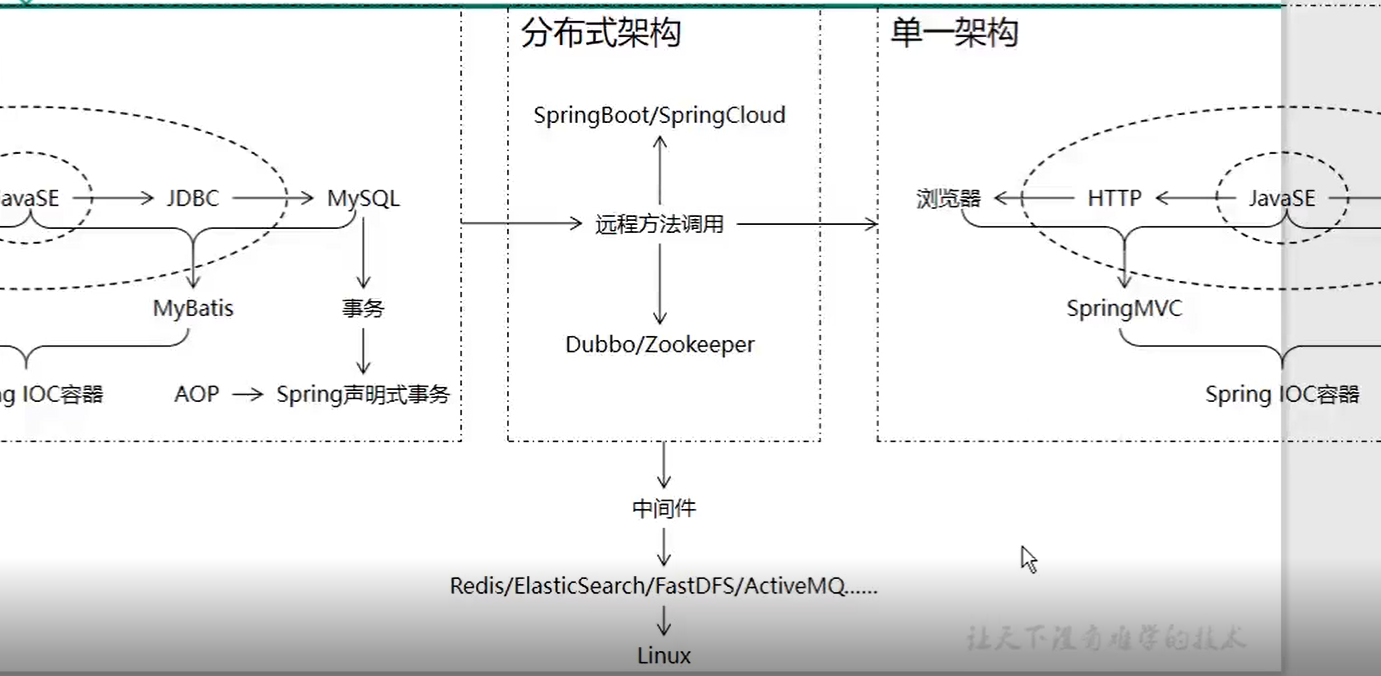 分布式架构
单一架构
SpringBoot/SpringCloud
avaSE
JDBC
MySQL
远程方法调用
浏览器
HTTP
JavaSE
MyBatis
事务
SpringMVC
Dubbo/Zookeeper
g IOC容器
AOP
Spring声明式事务
Spring IOC容器
中间件
Redis/ElasticSearch/FastDFS/ActiveMQ......
让天下没有难学的技术
Linux